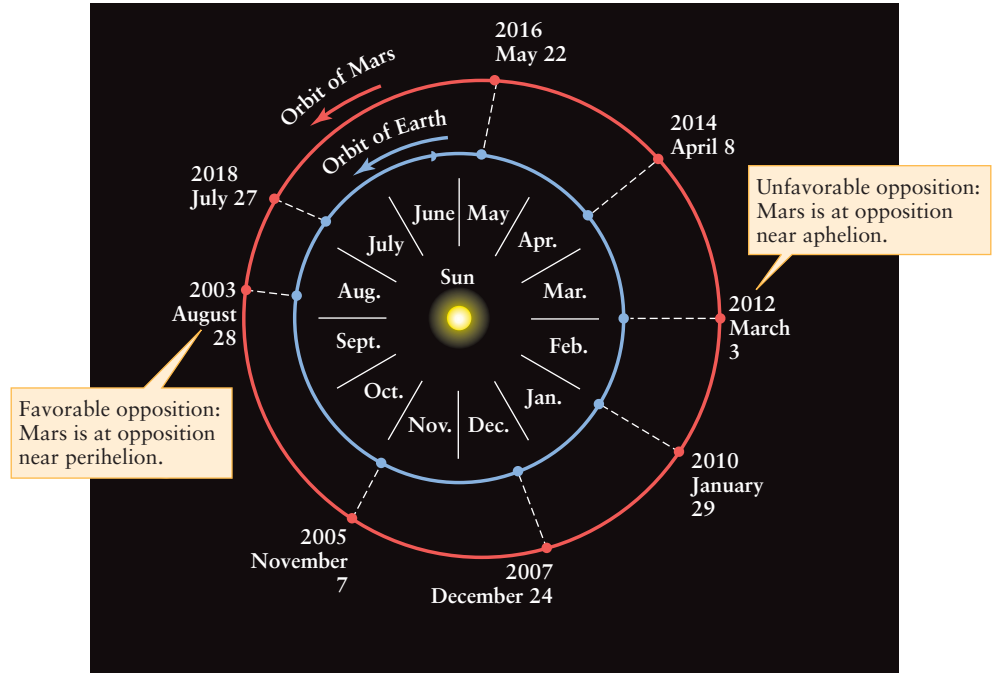 2016
May 22
Orbit of Mars
Orbit of Earth
2014
April 8
2018
July 27
Unfavorable opposition:
Mars is at opposition
near aphelion.
June
May
July
Apr.
Sun
Aug.
Mar.
2003
August
28
2012
March
3
Sept.
Feb.
Oct.
Jan.
Nov.
Dec.
Favorable opposition:
Mars is at opposition
near perihelion.
2010
January
29
2005
November
7
2007
December 24